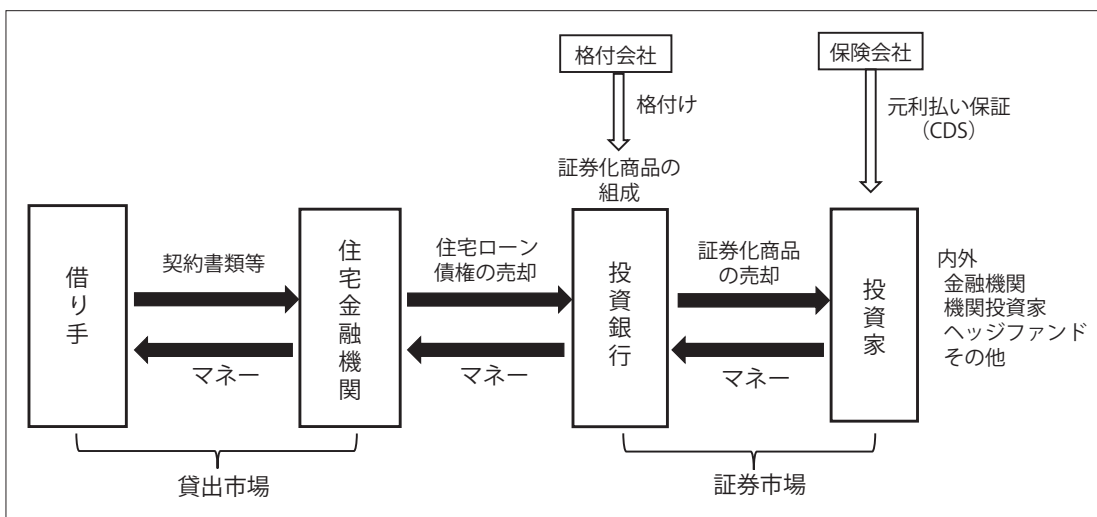 格付会社
保険会社
格付け
元利払い保証
（CDS）
証券化商品の
組成
借り手
契約書類等
マネー
住宅金融機関
住宅ローン
債権の売却
マネー
投資銀行
証券化商品
の売却
マネー
投資家
内外
金融機関
機関投資家
ヘッジファンド
その他
貸出市場
証券市場